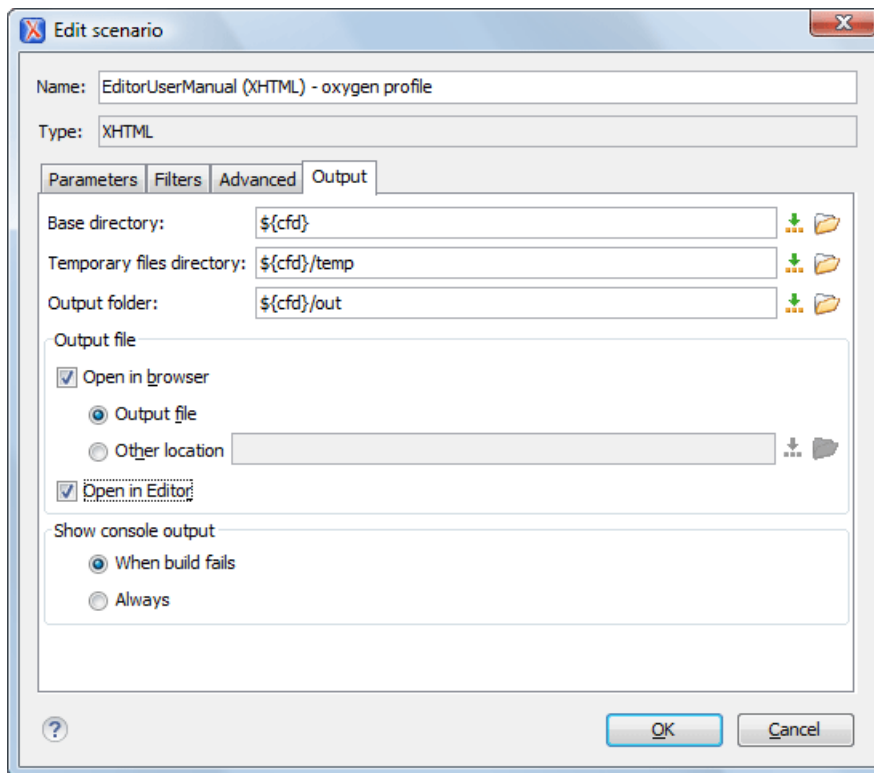 Edit scenario
Name: EditorUserManual (XHTML) - oxygen profile
Type: XHTML
Parameters Filters Advanced Output
Base directory: ${cfd}
Temporary files directory: ${cfd}/temp
Output folder: ${cfd}/out
Output file
Open in browser
Output file
Other location
Open in Editor
Show console output
When build fails
Always
? OK Cancel